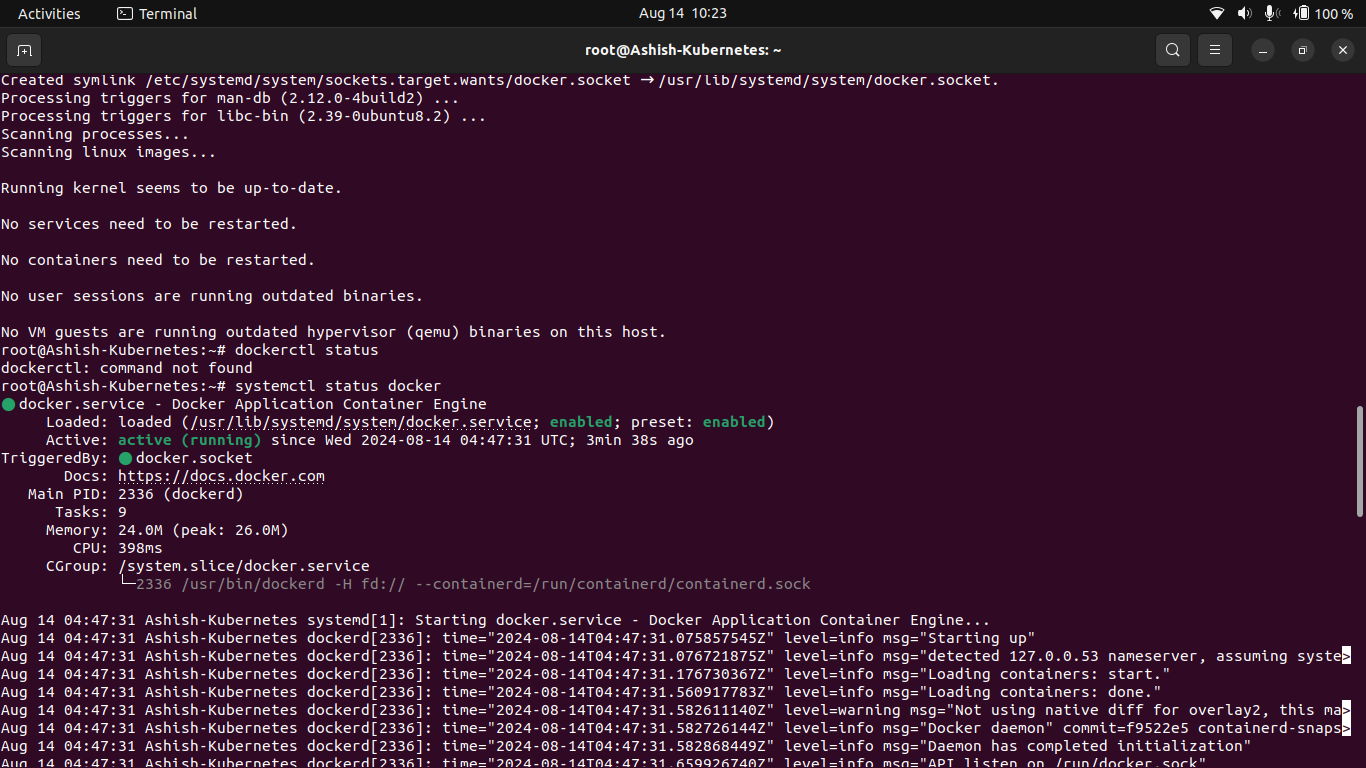 Activities Terminal Aug 14 10:23 100 %
root@Ashish-Kubernetes: ~
Created symlink /etc/systemd/system/sockets.target.wants/docker.socket → /usr/lib/systemd/system/docker.socket.
Processing triggers for man-db (2.12.0-4build2) ...
Processing triggers for libc-bin (2.39-0ubuntu8.2) ...
Scanning processes...
Scanning linux images...
Running kernel seems to be up-to-date.
No services need to be restarted.
No containers need to be restarted.
No user sessions are running outdated binaries.
No VM guests are running outdated hypervisor (qemu) binaries on this host.
root@Ashish-Kubernetes:~# dockerctl status
dockerctl: command not found
root@Ashish-Kubernetes:~# systemctl status docker
● docker.service - Docker Application Container Engine
Loaded: loaded (/usr/lib/systemd/system/docker.service; enabled; preset: enabled)
Active: active (running) since Wed 2024-08-14 04:47:31 UTC; 3min 38s ago
TriggeredBy: ● docker.socket
Docs: https://docs.docker.com
Main PID: 2336 (dockerd)
Tasks: 9
Memory: 24.0M (peak: 26.0M)
CPU: 398ms
CGroup: /system.slice/docker.service
└─2336 /usr/bin/dockerd -H fd:// --containerd=/run/containerd/containerd.sock
Aug 14 04:47:31 Ashish-Kubernetes systemd[1]: Starting docker.service - Docker Application Container Engine...
Aug 14 04:47:31 Ashish-Kubernetes dockerd[2336]: time="2024-08-14T04:47:31.075857545Z" level=info msg="Starting up"
Aug 14 04:47:31 Ashish-Kubernetes dockerd[2336]: time="2024-08-14T04:47:31.076721875Z" level=info msg="detected 127.0.0.53 nameserver, assuming syste>
Aug 14 04:47:31 Ashish-Kubernetes dockerd[2336]: time="2024-08-14T04:47:31.176730367Z" level=info msg="Loading containers: start."
Aug 14 04:47:31 Ashish-Kubernetes dockerd[2336]: time="2024-08-14T04:47:31.560917783Z" level=info msg="Loading containers: done."
Aug 14 04:47:31 Ashish-Kubernetes dockerd[2336]: time="2024-08-14T04:47:31.582611140Z" level=warning msg="Not using native diff for overlay2, this ma>
Aug 14 04:47:31 Ashish-Kubernetes dockerd[2336]: time="2024-08-14T04:47:31.582726144Z" level=info msg="Docker daemon" commit=f9522e5 containerd-snaps>
Aug 14 04:47:31 Ashish-Kubernetes dockerd[2336]: time="2024-08-14T04:47:31.582868449Z" level=info msg="Daemon has completed initialization"
Aug 14 04:47:31 Ashish-Kubernetes dockerd[2336]: time="2024-08-14T04:47:31.659926740Z" level=info msg="API listen on /run/docker.sock"